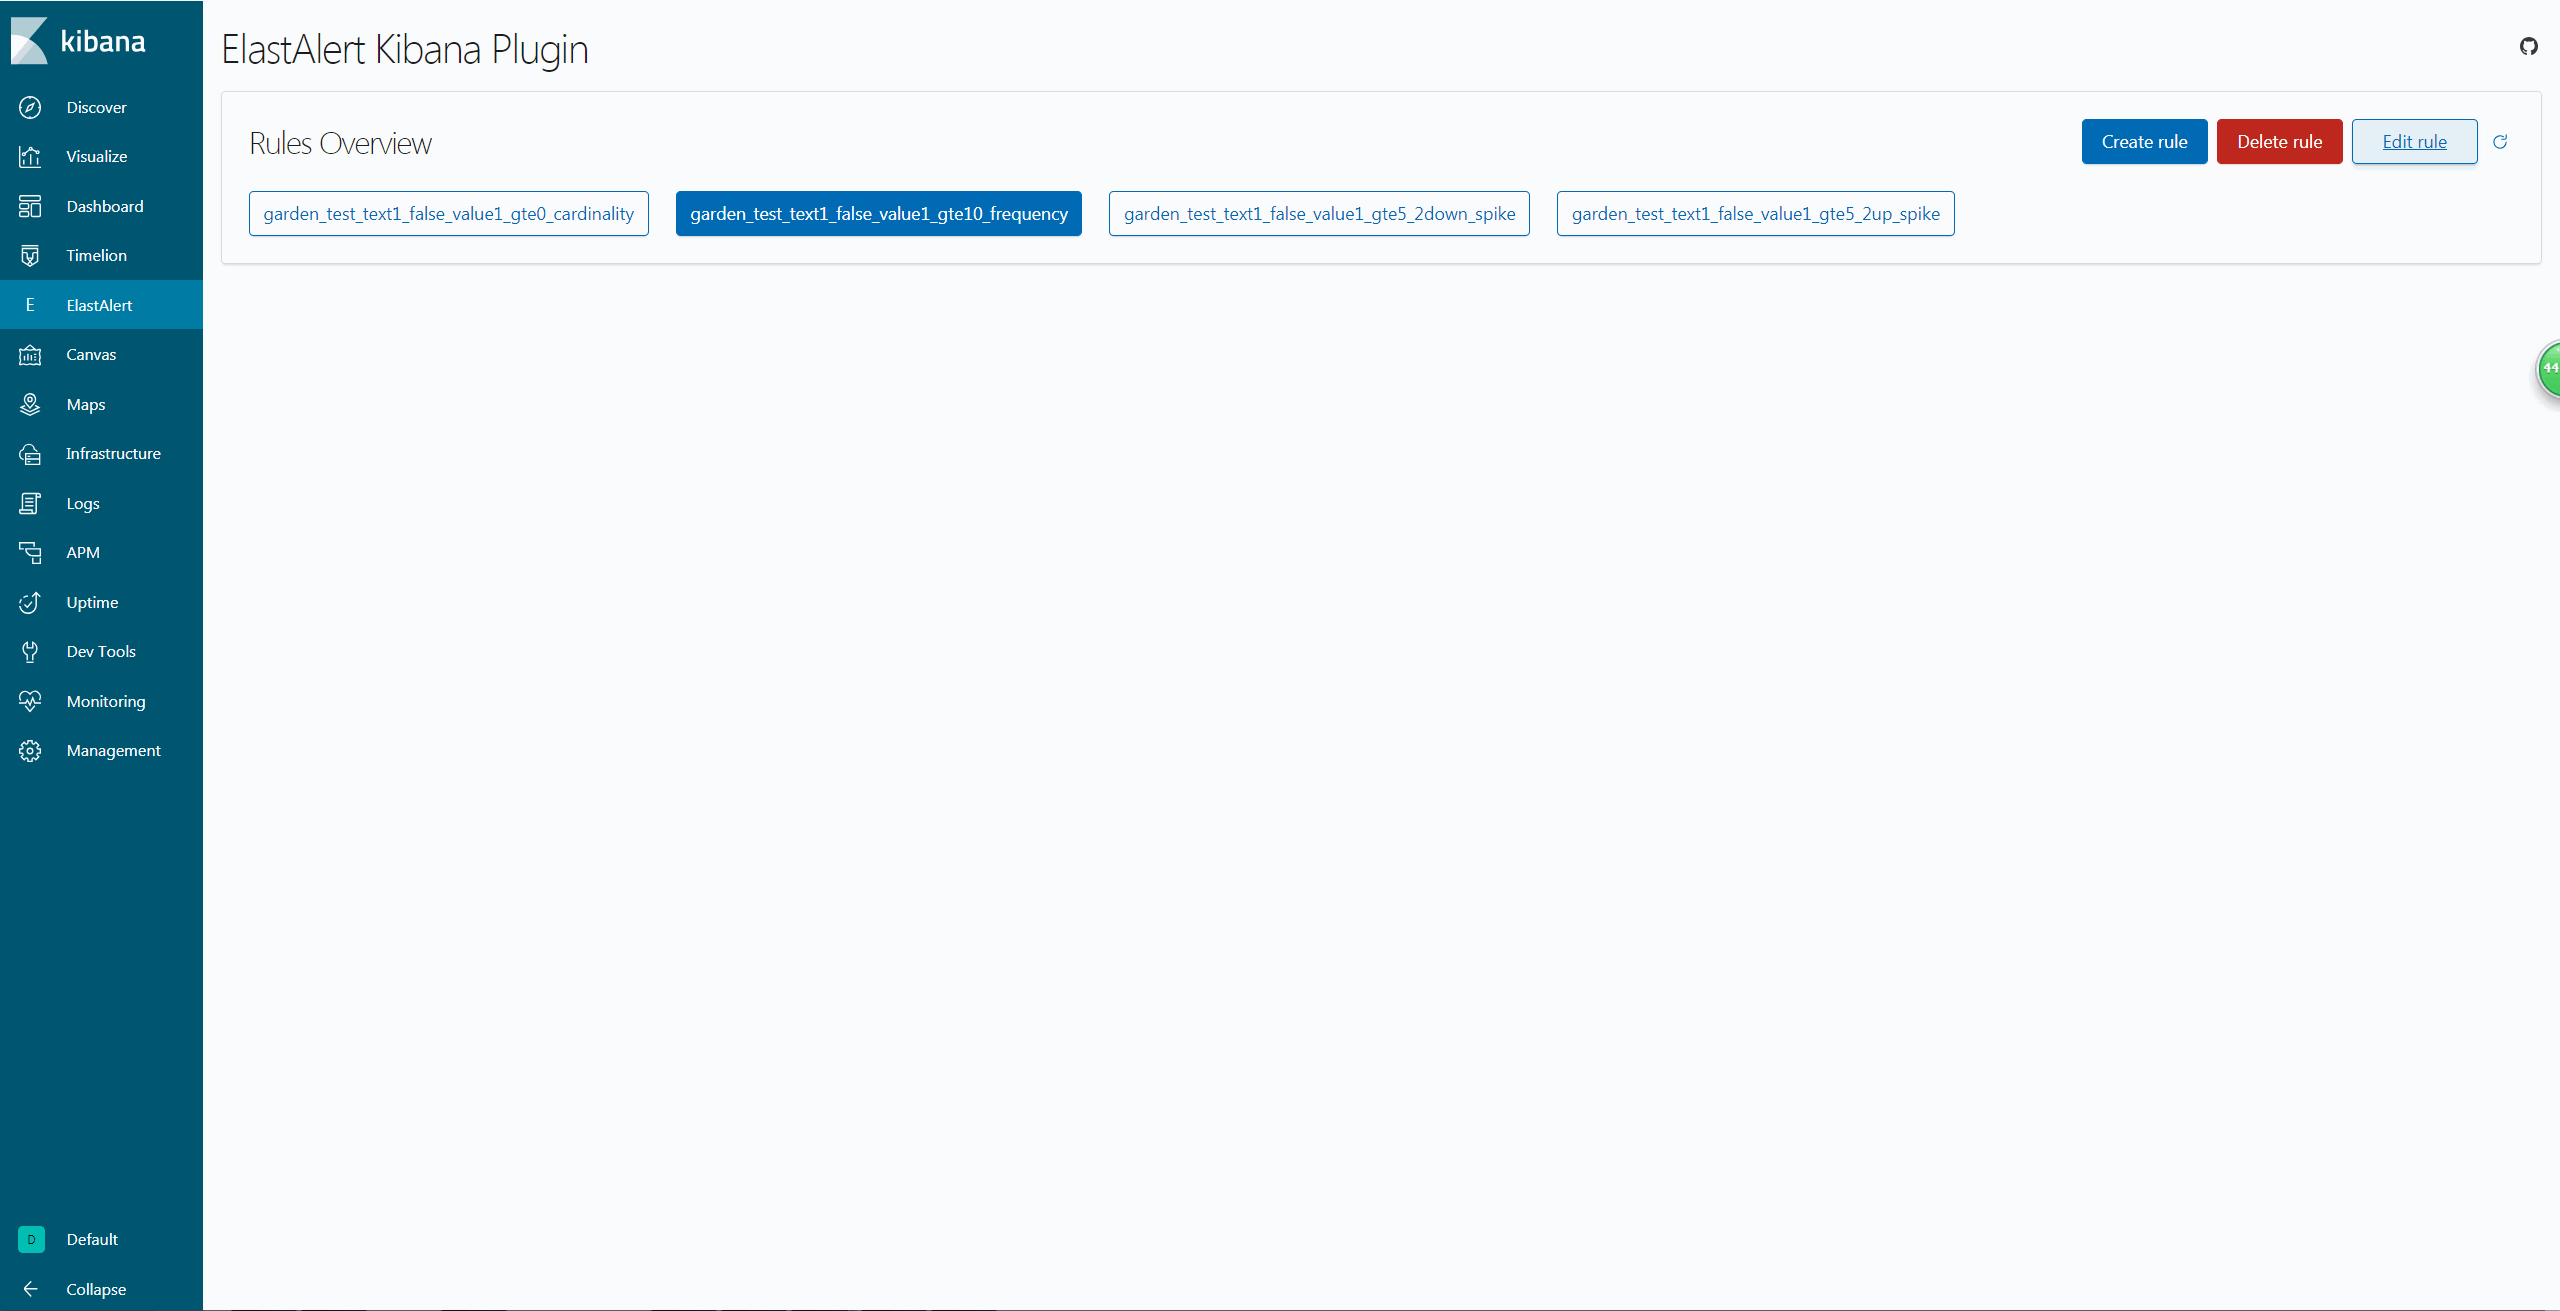 kibana
Discover
Visualize
Dashboard
Timelion
E ElastAlert
Canvas
Maps
Infrastructure
Logs
APM
Uptime
Dev Tools
Monitoring
Management
D Default
Collapse
ElastAlert Kibana Plugin
Rules Overview
Create rule Delete rule Edit rule
garden_test_text1_false_value1_gte0_cardinality garden_test_text1_false_value1_gte10_frequency garden_test_text1_false_value1_gte5_2down_spike garden_test_text1_false_value1_gte5_2up_spike
44